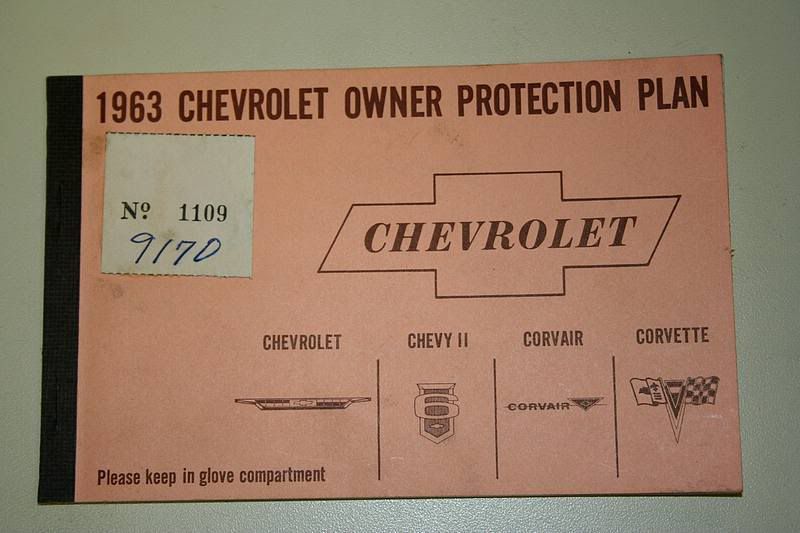 1963 CHEVROLET OWNER PROTECTION PLAN
Nº 1109
9170
CHEVROLET
CHEVROLET
CHEVY II
CORVAIR
CORVETTE
CORVAIR
Please keep in glove compartment